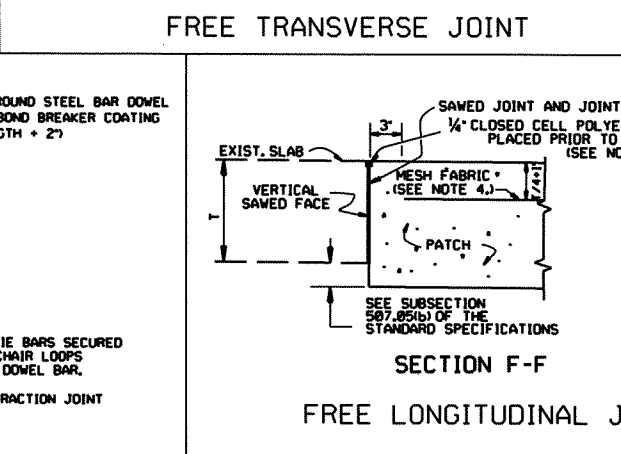 FREE TRANSVERSE JOINT
ROUND STEEL BAR DOWEL
BOND BREAKER COATING
GTH + 2")
SAWED JOINT AND JOINT
3"
1/4" CLOSED CELL POLYE
PLACED PRIOR TO
(SEE NO
EXIST. SLAB
MESH FABRIC
(SEE NOTE 4.)
VERTICAL
SAWED FACE
T
PATCH
SEE SUBSECTION
507.05(b) OF THE
STANDARD SPECIFICATIONS
IE BARS SECURED
CHAIR LOOPS
DOWEL BAR.
RACTION JOINT
SECTION F-F
FREE LONGITUDINAL J